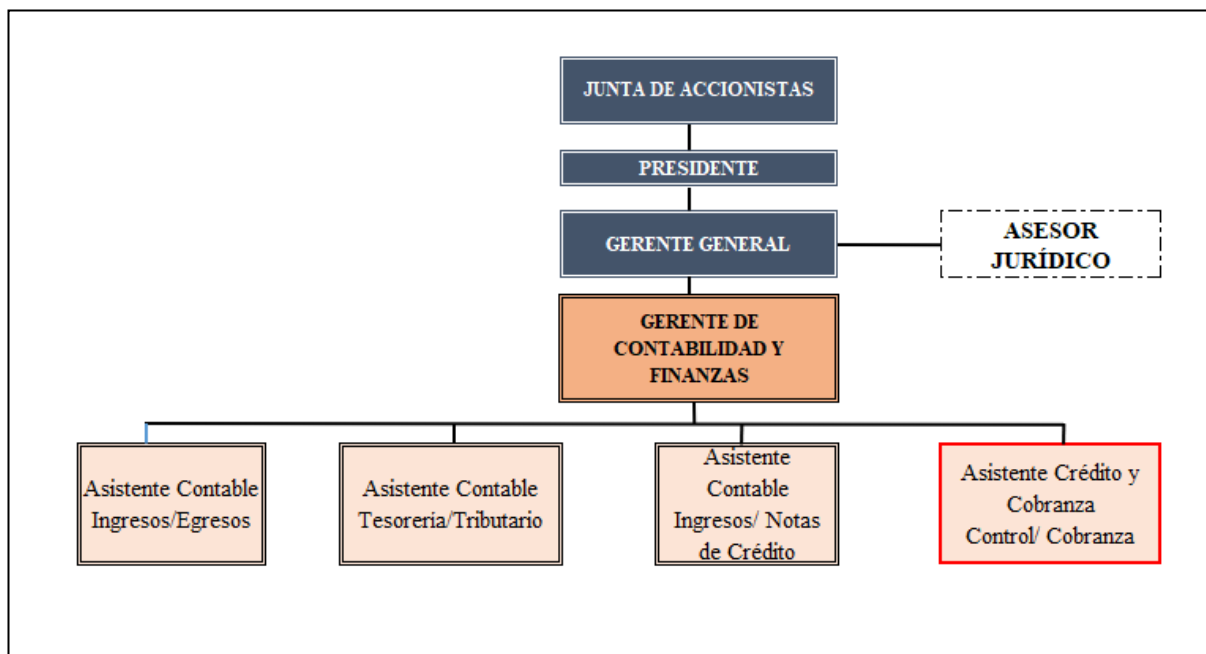 JUNTA DE ACCIONISTAS
PRESIDENTE
GERENTE GENERAL
ASESOR
JURÍDICO
GERENTE DE
CONTABILIDAD Y
FINANZAS
Asistente Contable
Ingresos/Egresos
Asistente Contable
Tesorería/Tributario
Asistente
Contable
Ingresos/ Notas
de Crédito
Asistente Crédito y
Cobranza
Control/ Cobranza